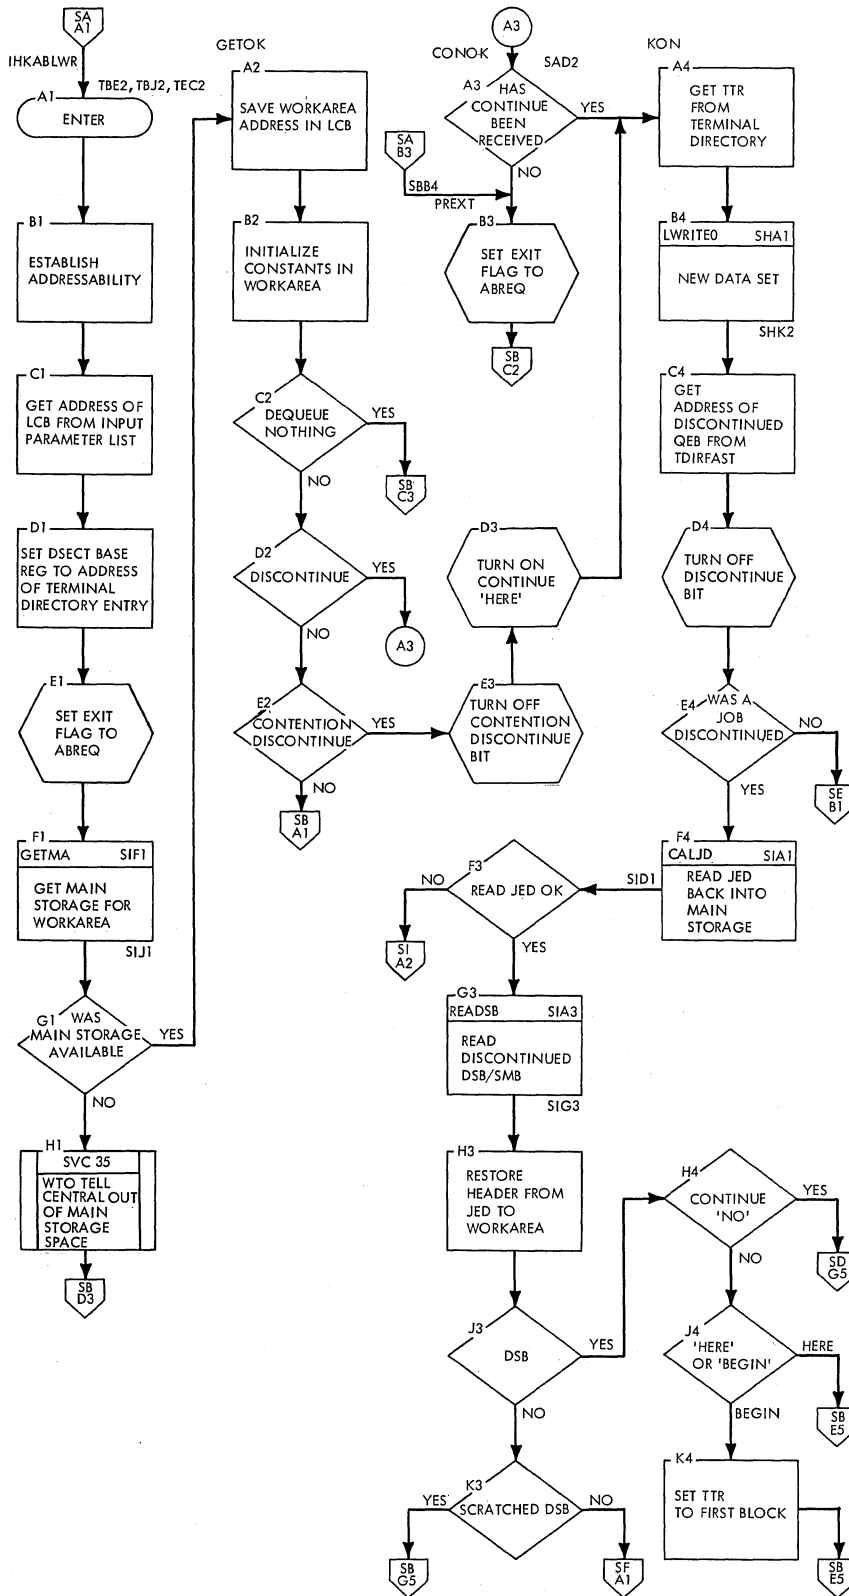 SA
A1
IHKABLWR
TBE2, TBJ2, TEC2
A1
ENTER
B1
ESTABLISH
ADDRESSABILITY
C1
GET ADDRESS OF
LCB FROM INPUT
PARAMETER LIST
D1
SET DSECT BASE
REG TO ADDRESS
OF TERMINAL
DIRECTORY ENTRY
E1
SET EXIT
FLAG TO
ABREQ
F1
GETMA SIF1
GET MAIN
STORAGE FOR
WORKAREA
SIJ1
G1
WAS
MAIN STORAGE
AVAILABLE
YES
NO
H1
SVC 35
WTO TELL
CENTRAL OUT
OF MAIN
STORAGE
SPACE
SB
D3
GETOK
A2
SAVE WORKAREA
ADDRESS IN LCB
B2
INITIALIZE
CONSTANTS IN
WORKAREA
C2
DEQUEUE
NOTHING
YES
SB
C3
NO
D2
DISCONTINUE
YES
A3
NO
E2
CONTENTION
DISCONTINUE
YES
NO
SB
A1
A3
CONOK
SAD2
A3
HAS
CONTINUE
BEEN
RECEIVED
YES
NO
SA
B3
SBB4
PREXT
B3
SET EXIT
FLAG TO
ABREQ
SB
C2
D3
TURN ON
CONTINUE
'HERE'
E3
TURN OFF
CONTENTION
DISCONTINUE
BIT
F3
READ JED OK
NO
SI
A2
YES
G3
READSB SIA3
READ
DISCONTINUED
DSB/SMB
SIG3
H3
RESTORE
HEADER FROM
JED TO
WORKAREA
J3
DSB
YES
NO
K3
SCRATCHED DSB
YES
SB
G5
NO
SF
A1
KON
A4
GET TTR
FROM
TERMINAL
DIRECTORY
B4
LWRITE0 SHA1
NEW DATA SET
SHK2
C4
GET
ADDRESS OF
DISCONTINUED
QEB FROM
TDIRFAST
D4
TURN OFF
DISCONTINUE
BIT
E4
WAS A
JOB
DISCONTINUED
NO
SE
B1
YES
F4
CALJD SIA1
READ JED
BACK INTO
MAIN
STORAGE
SID1
H4
CONTINUE
'NO'
YES
SD
G5
NO
J4
'HERE'
OR 'BEGIN'
HERE
SB
E5
BEGIN
K4
SET TTR
TO FIRST BLOCK
SB
E5